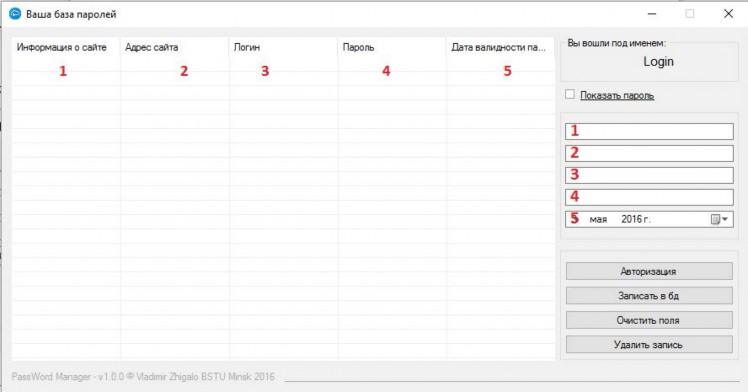 Ваша база паролей
Информация о сайте Адрес сайта Логин Пароль Дата валидности па...
1 2 3 4 5
Вы вошли под именем:
Login
Показать пароль
1
2
3
4
5 мая 2016 г.
Авторизация
Записать в бд
Очистить поля
Удалить запись
PassWord Manager - v1.0.0 ® Vladimir Zhigalo BSTU Minsk 2016